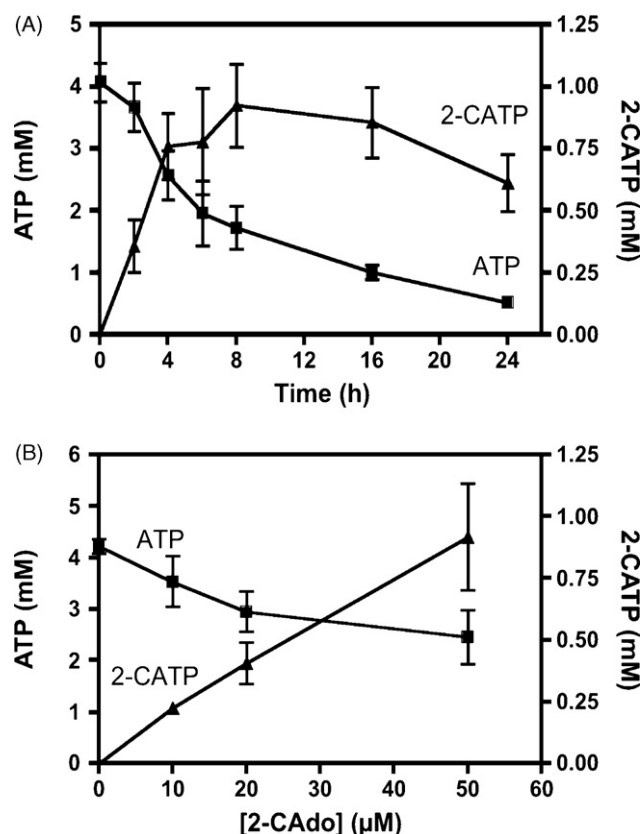 (A)
5
4
3
2
1
0
ATP (mM)
1.25
1.00
0.75
0.50
0.25
0.00
2-CATP (mM)
2-CATP
ATP
0 4 8 12 16 20 24
Time (h)
(B)
6
5
4
3
2
1
0
ATP (mM)
1.25
1.00
0.75
0.50
0.25
0.00
2-CATP (mM)
ATP
2-CATP
0 10 20 30 40 50 60
[2-CAdo] (µM)